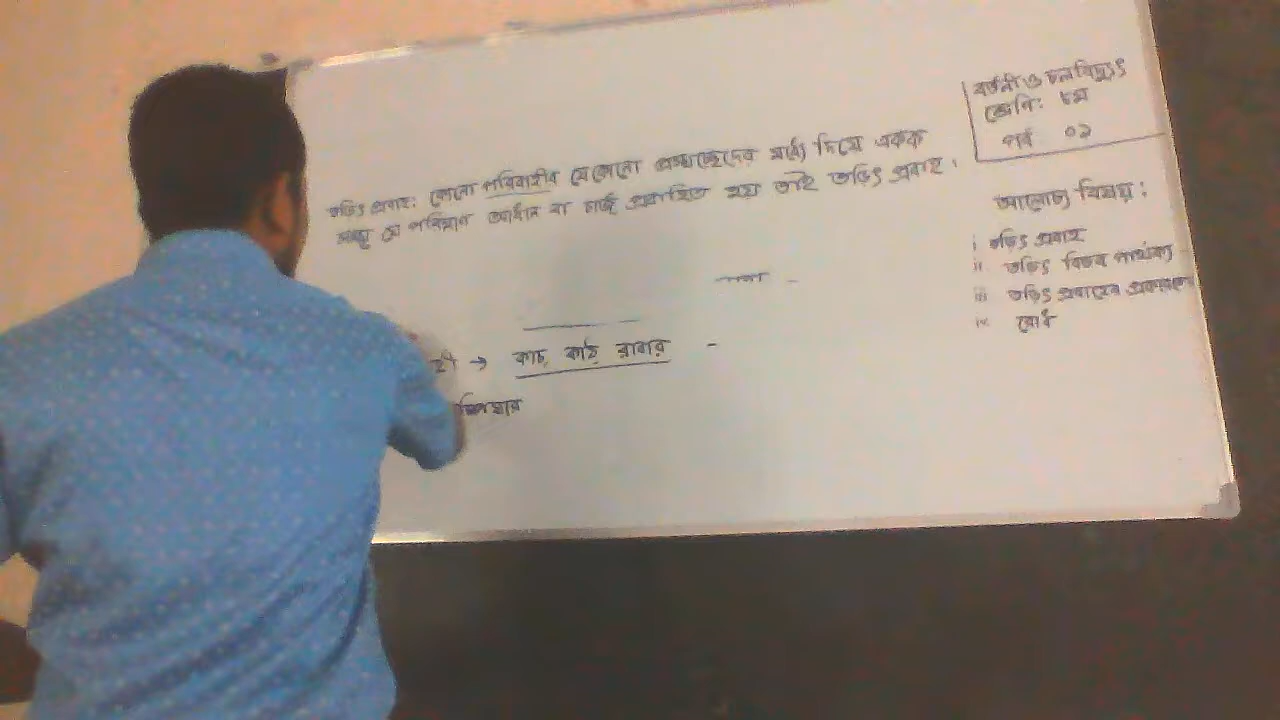 তড়িৎ প্রবাহ: কোনো পরিবাহীর যেকোনো প্রস্থচ্ছেদের মধ্যে দিয়ে একক
সময়ে যে পরিমাণ আধান বা চার্জ প্রবাহিত হয় তাই তড়িৎ প্রবাহ।
→ কাচ, কাঠ, রাবার -
বর্তনী ও চলবিদ্যুৎ
শ্রেণি: ৮ম
পর্ব ০১
আলোচ্য বিষয়:
i তড়িৎ প্রবাহ
ii তড়িৎ বিভব পার্থক্য
iii তড়িৎ প্রবাহের প্রকারভেদ
iv রোধ